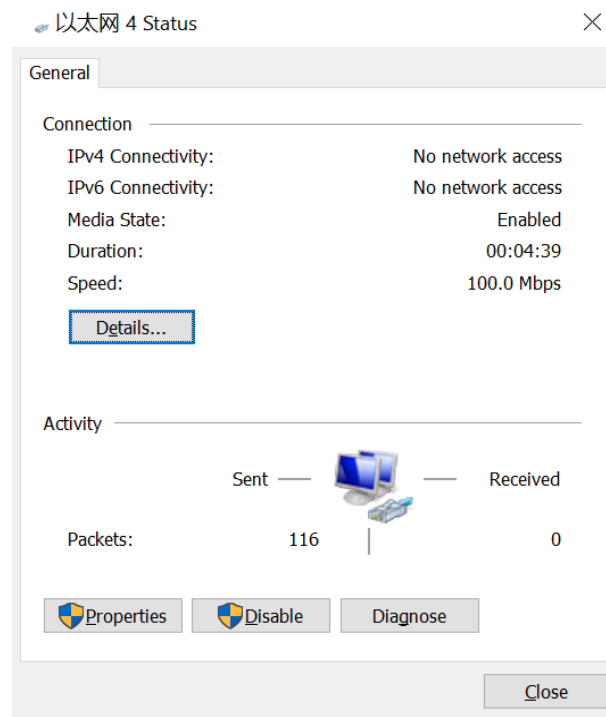 以太网 4 Status
General
Connection
IPv4 Connectivity: No network access
IPv6 Connectivity: No network access
Media State: Enabled
Duration: 00:04:39
Speed: 100.0 Mbps
Details...
Activity
Sent Received
Packets: 116 0
Properties Disable Diagnose
Close